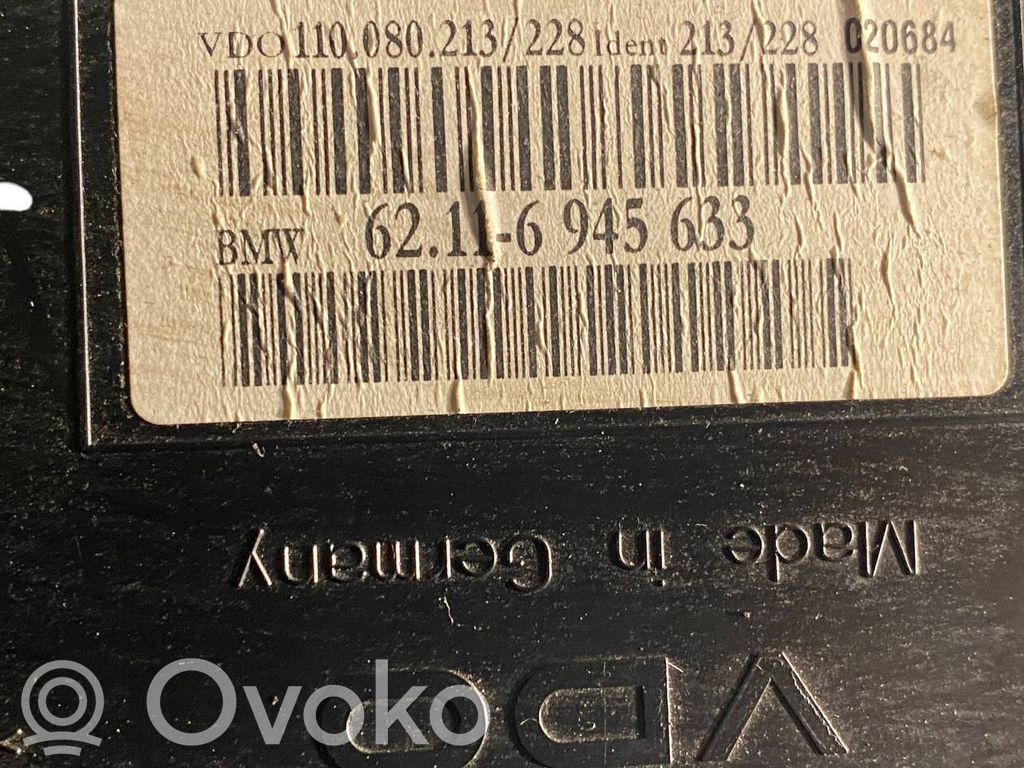 VDO 110.080.213/228 Ident 213/228 020684
BMW 62.11-6 945 633
Made in Germany
VDO
Ovoko